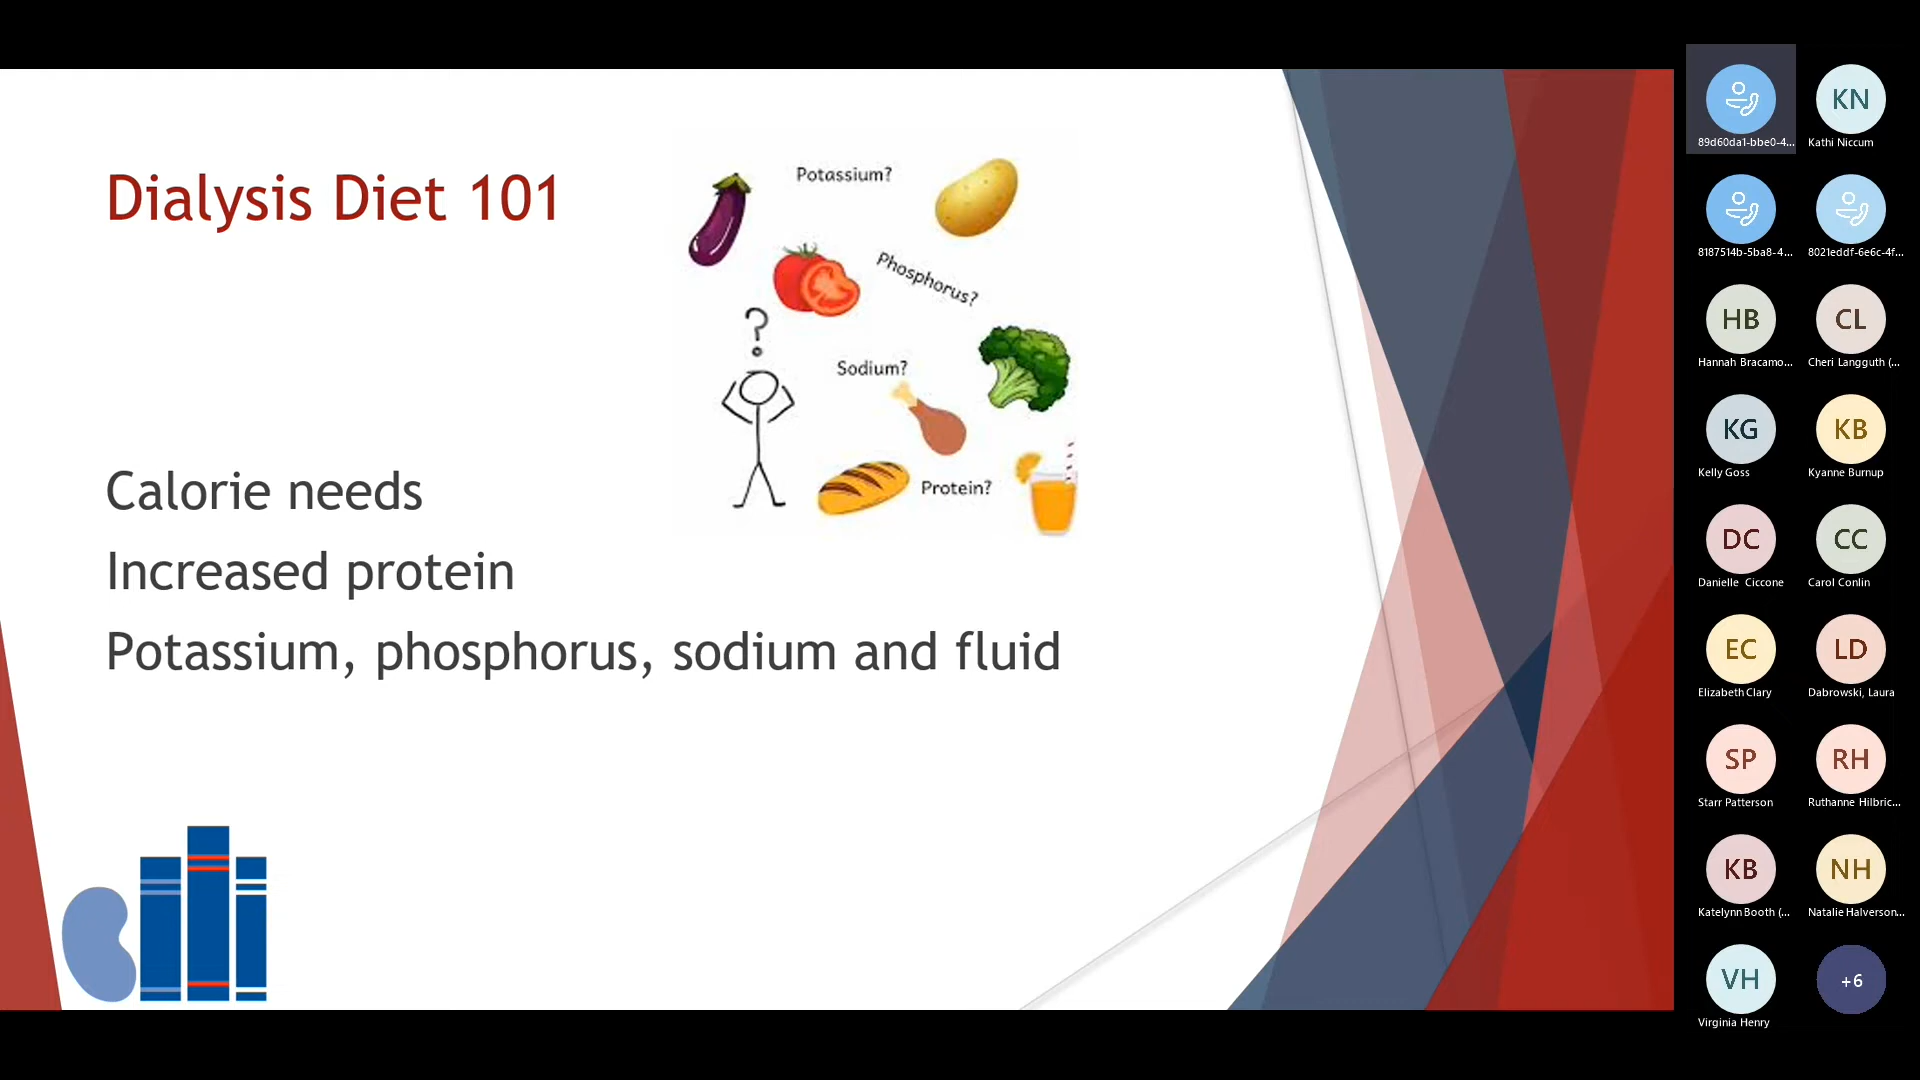 Dialysis Diet 101
Potassium?
Phosphorus?
?
Sodium?
Protein?
Calorie needs
Increased protein
Potassium, phosphorus, sodium and fluid
89d60da1-bbe0-4...
KN
Kathi Niccum
8187514b-5ba8-4...
8021eddf-6e6c-4f...
HB
Hannah Bracamo...
CL
Cheri Langguth (...
KG
Kelly Goss
KB
Kyanne Burnup
DC
Danielle Ciccone
CC
Carol Conlin
EC
Elizabeth Clary
LD
Dabrowski, Laura
SP
Starr Patterson
RH
Ruthanne Hilbric...
KB
Katelynn Booth (...
NH
Natalie Halverson...
VH
Virginia Henry
+6